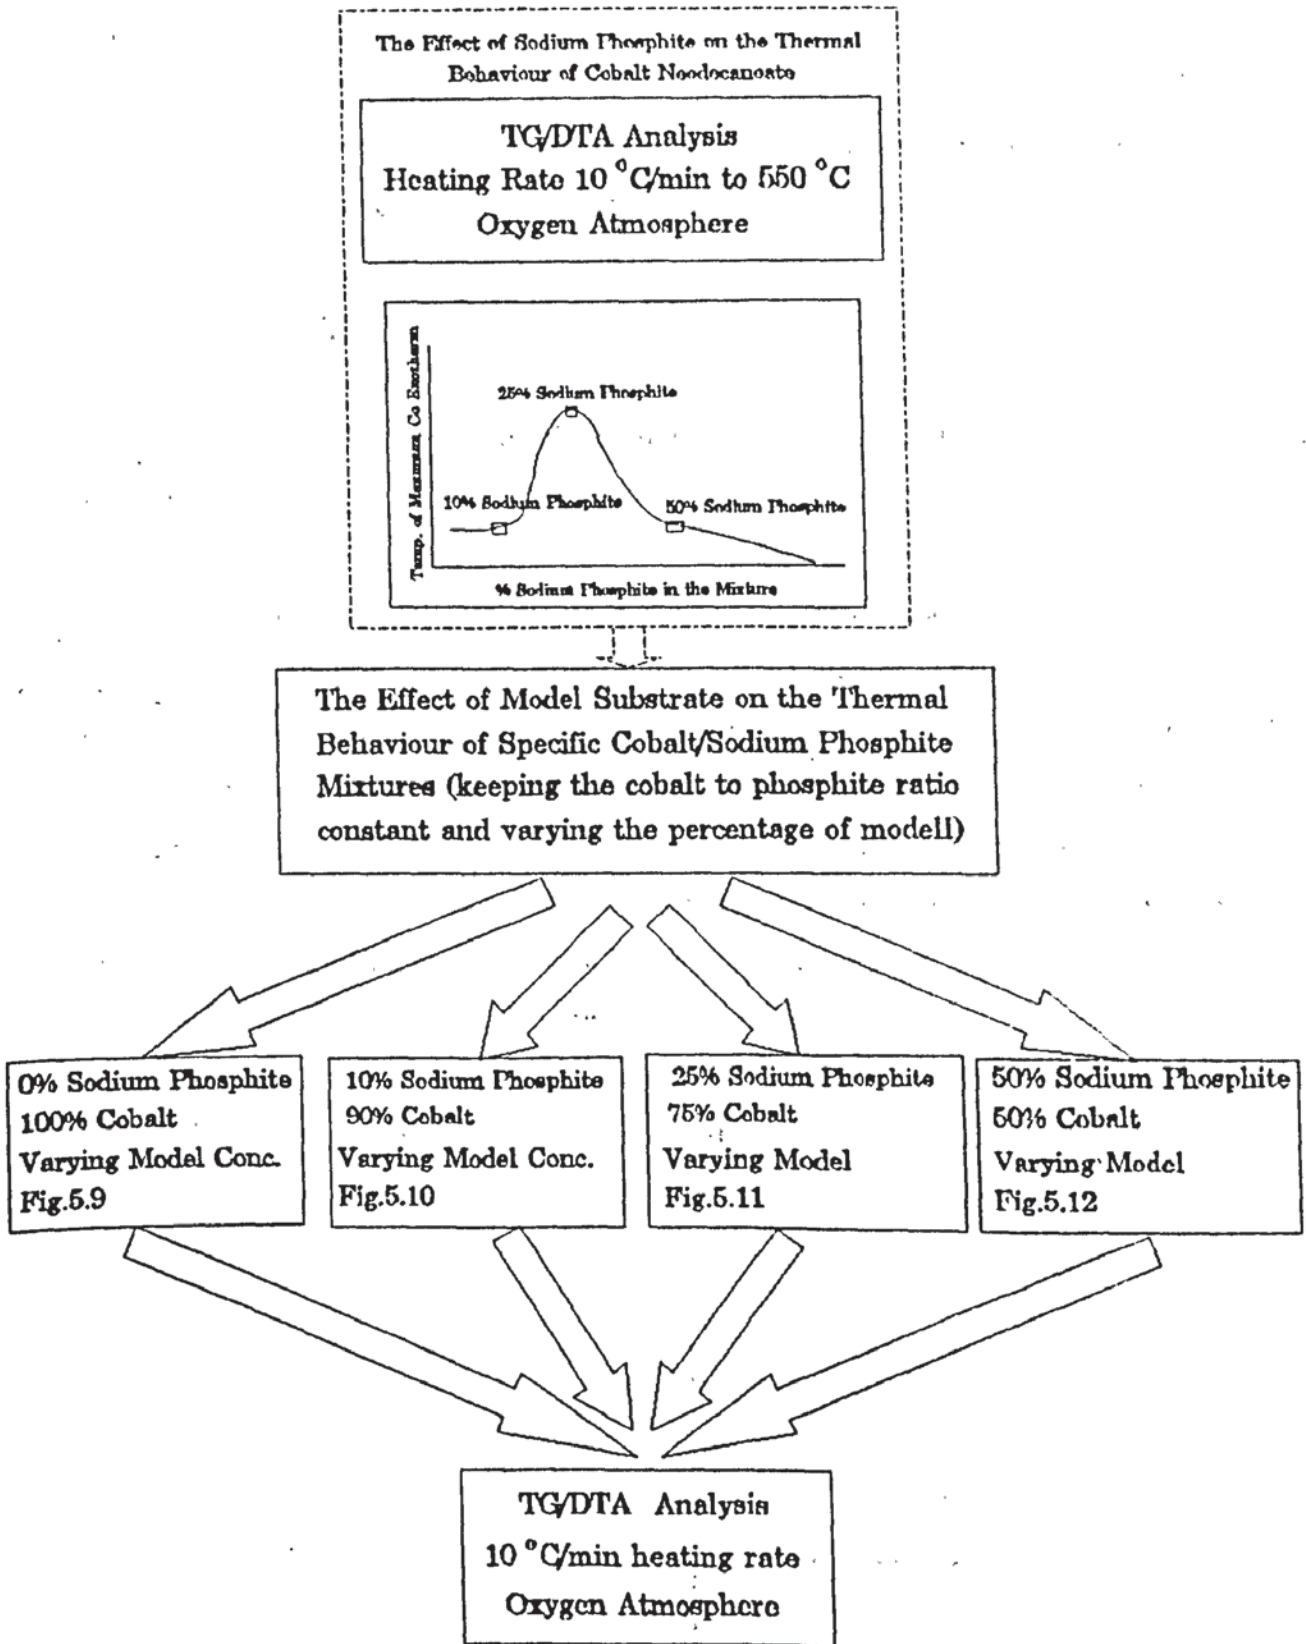 The Effect of Sodium Phosphite on the Thermal
Behaviour of Cobalt Neodecanoate
TG/DTA Analysis
Heating Rate 10 °C/min to 550 °C
Oxygen Atmosphere
Temp. of Maximum Co Exotherm
25% Sodium Phosphite
10% Sodium Phosphite
50% Sodium Phosphite
% Sodium Phosphite in the Mixture
The Effect of Model Substrate on the Thermal
Behaviour of Specific Cobalt/Sodium Phosphite
Mixtures (keeping the cobalt to phosphite ratio
constant and varying the percentage of modell)
0% Sodium Phosphite
100% Cobalt
Varying Model Conc.
Fig.5.9
10% Sodium Phosphite
90% Cobalt
Varying Model Conc.
Fig.5.10
25% Sodium Phosphite
75% Cobalt
Varying Model
Fig.5.11
50% Sodium Phosphite
50% Cobalt
Varying Model
Fig.5.12
TG/DTA Analysis
10 °C/min heating rate
Oxygen Atmosphere